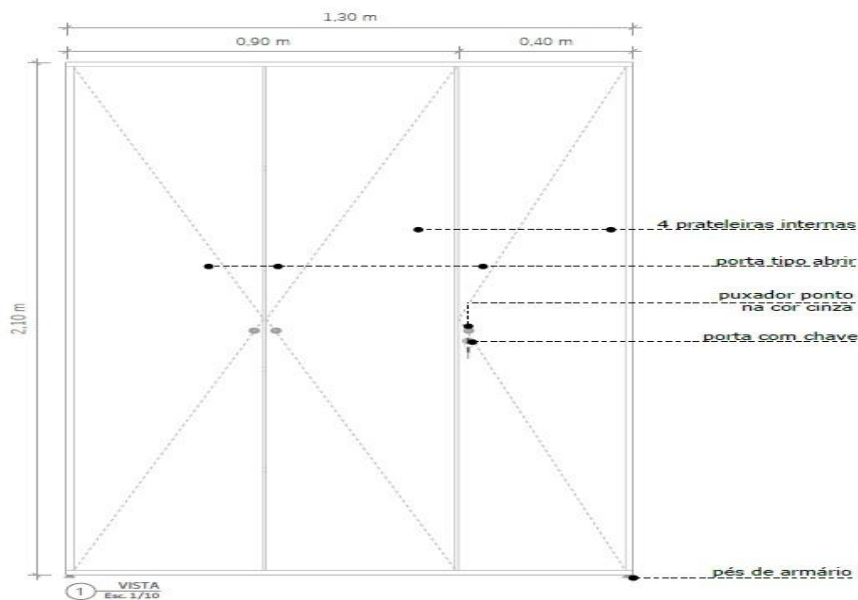 1,30 m
0,90 m
0,40 m
2,10 m
4 prateleiras internas
porta tipo abrir
puxador ponto
na cor cinza
porta com chave
pés de armário
1
VISTA
Esc. 1/10